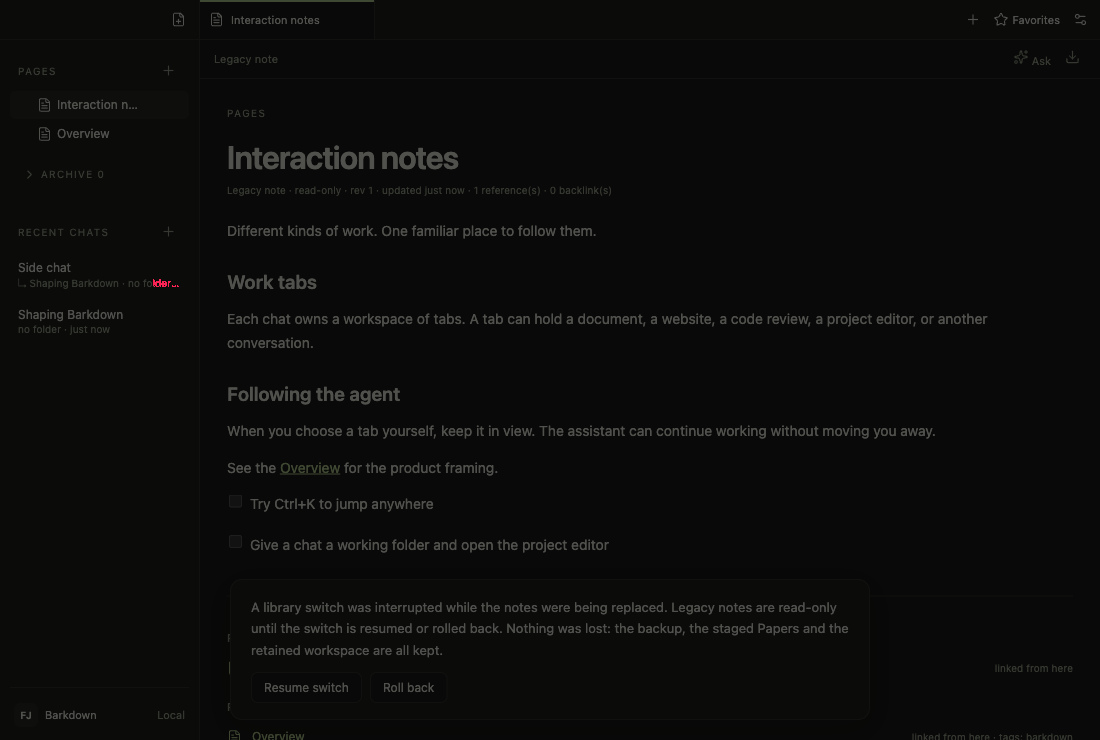 Interaction notes
Favorites
Legacy note
Ask
PAGES
Interaction n...
Overview
ARCHIVE 0
RECENT CHATS
Side chat
Shaping Barkdown · no folder...
Shaping Barkdown
no folder · just now
FJ
Barkdown
Local
PAGES
Interaction notes
Legacy note · read-only · rev 1 · updated just now · 1 reference(s) · 0 backlink(s)
Different kinds of work. One familiar place to follow them.
Work tabs
Each chat owns a workspace of tabs. A tab can hold a document, a website, a code review, a project editor, or another
conversation.
Following the agent
When you choose a tab yourself, keep it in view. The assistant can continue working without moving you away.
See the Overview for the product framing.
Try Ctrl+K to jump anywhere
Give a chat a working folder and open the project editor
A library switch was interrupted while the notes were being replaced. Legacy notes are read-only
until the switch is resumed or rolled back. Nothing was lost: the backup, the staged Papers and the
retained workspace are all kept.
Resume switch
Roll back
linked from here
Overview
linked from here · tags: barkdown